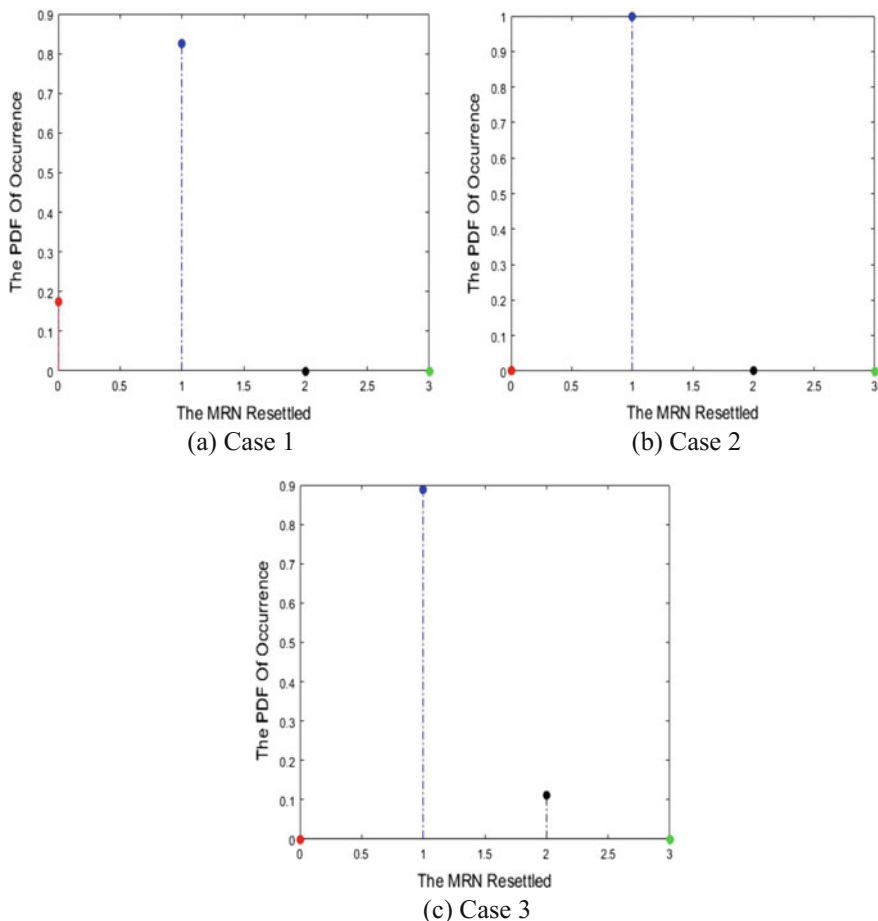 0.9
0.8
0.7
0.6
0.5
0.4
0.3
0.2
0.1
0
The PDF Of Occurrence
0 0.5 1 1.5 2 2.5 3
The MRN Resettled
(a) Case 1
1
0.9
0.8
0.7
0.6
0.5
0.4
0.3
0.2
0.1
0
The PDF Of Occurrence
0 0.5 1 1.5 2 2.5 3
The MRN Resettled
(b) Case 2
0.9
0.8
0.7
0.6
0.5
0.4
0.3
0.2
0.1
0
The PDF Of Occurrence
0 0.5 1 1.5 2 2.5 3
The MRN Resettled
(c) Case 3